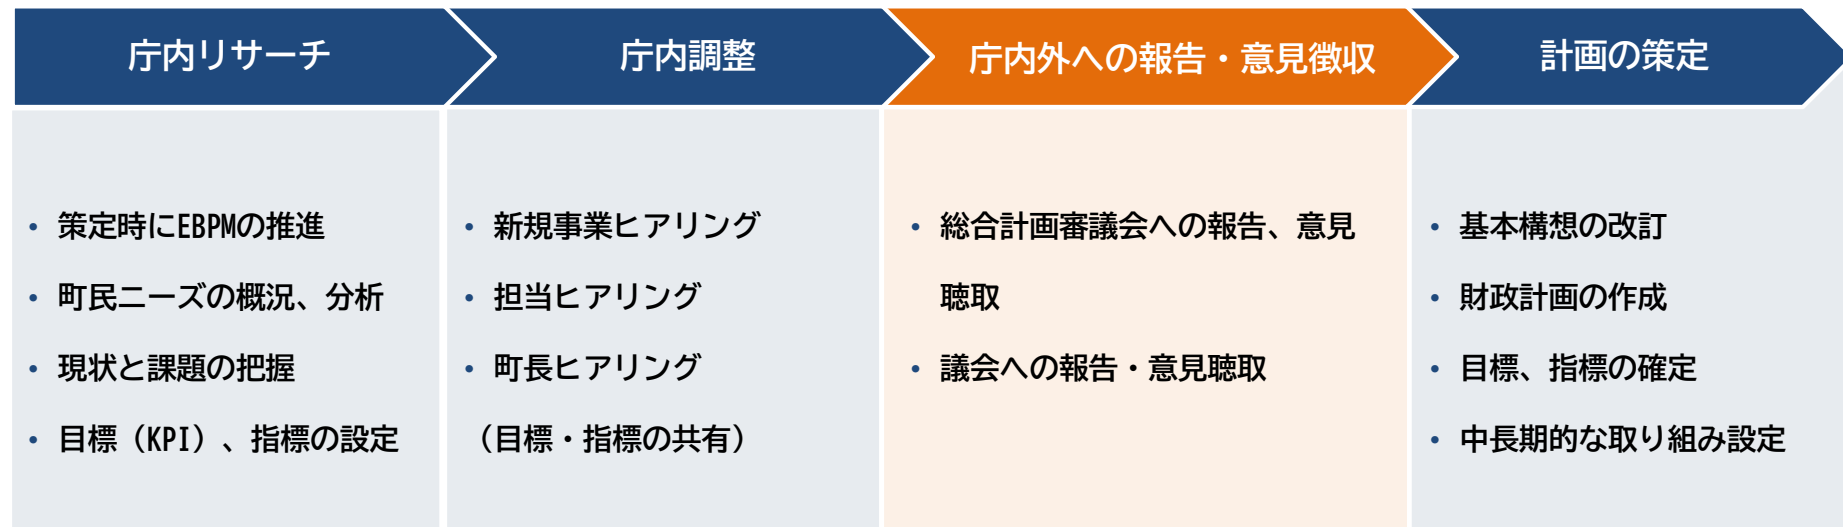 庁内リサーチ
庁内調整
庁内外への報告・意見徴収
計画の策定
• 策定時にEBPMの推進
• 町民ニーズの概況、分析
• 現状と課題の把握
• 目標（KPI）、指標の設定
• 新規事業ヒアリング
• 担当ヒアリング
• 町長ヒアリング
（目標・指標の共有）
• 総合計画審議会への報告、意見
聴取
• 議会への報告・意見聴取
• 基本構想の改訂
• 財政計画の作成
• 目標、指標の確定
• 中長期的な取り組み設定